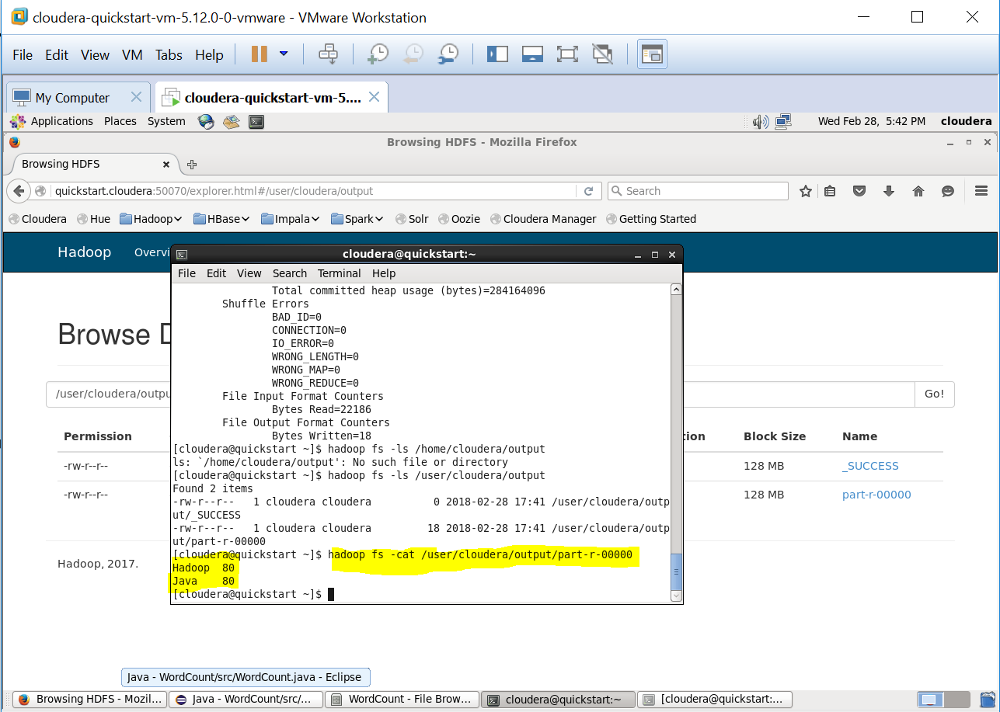 cloudera-quickstart-vm-5.12.0-0-vmware - VMware Workstation
File Edit View VM Tabs Help
My Computer cloudera-quickstart-vm-5....
Applications Places System Wed Feb 28, 5:42 PM cloudera
Browsing HDFS - Mozilla Firefox
Browsing HDFS
quickstart.cloudera:50070/explorer.html#/user/cloudera/output Search
Cloudera Hue Hadoop HBase Impala Spark Solr Oozie Cloudera Manager Getting Started
Hadoop Overvi
cloudera@quickstart:~
File Edit View Search Terminal Help
Total committed heap usage (bytes)=284164096
Shuffle Errors
BAD_ID=0
CONNECTION=0
IO_ERROR=0
WRONG_LENGTH=0
WRONG_MAP=0
WRONG_REDUCE=0
File Input Format Counters
Bytes Read=22186
File Output Format Counters
Bytes Written=18
[cloudera@quickstart ~]$ hadoop fs -ls /home/cloudera/output
ls: `/home/cloudera/output': No such file or directory
[cloudera@quickstart ~]$ hadoop fs -ls /user/cloudera/output
Found 2 items
-rw-r--r-- 1 cloudera cloudera 0 2018-02-28 17:41 /user/cloudera/outp
ut/_SUCCESS
-rw-r--r-- 1 cloudera cloudera 18 2018-02-28 17:41 /user/cloudera/outp
ut/part-r-00000
[cloudera@quickstart ~]$ hadoop fs -cat /user/cloudera/output/part-r-00000
Hadoop 80
Java 80
[cloudera@quickstart ~]$
Browse D
/user/cloudera/outpu Go!
Permission ion Block Size Name
-rw-r--r-- 128 MB _SUCCESS
-rw-r--r-- 128 MB part-r-00000
Hadoop, 2017.
Java - WordCount/src/WordCount.java - Eclipse
Browsing HDFS - Mozil... Java - WordCount/src/... WordCount - File Brow... cloudera@quickstart:~ [cloudera@quickstart:...